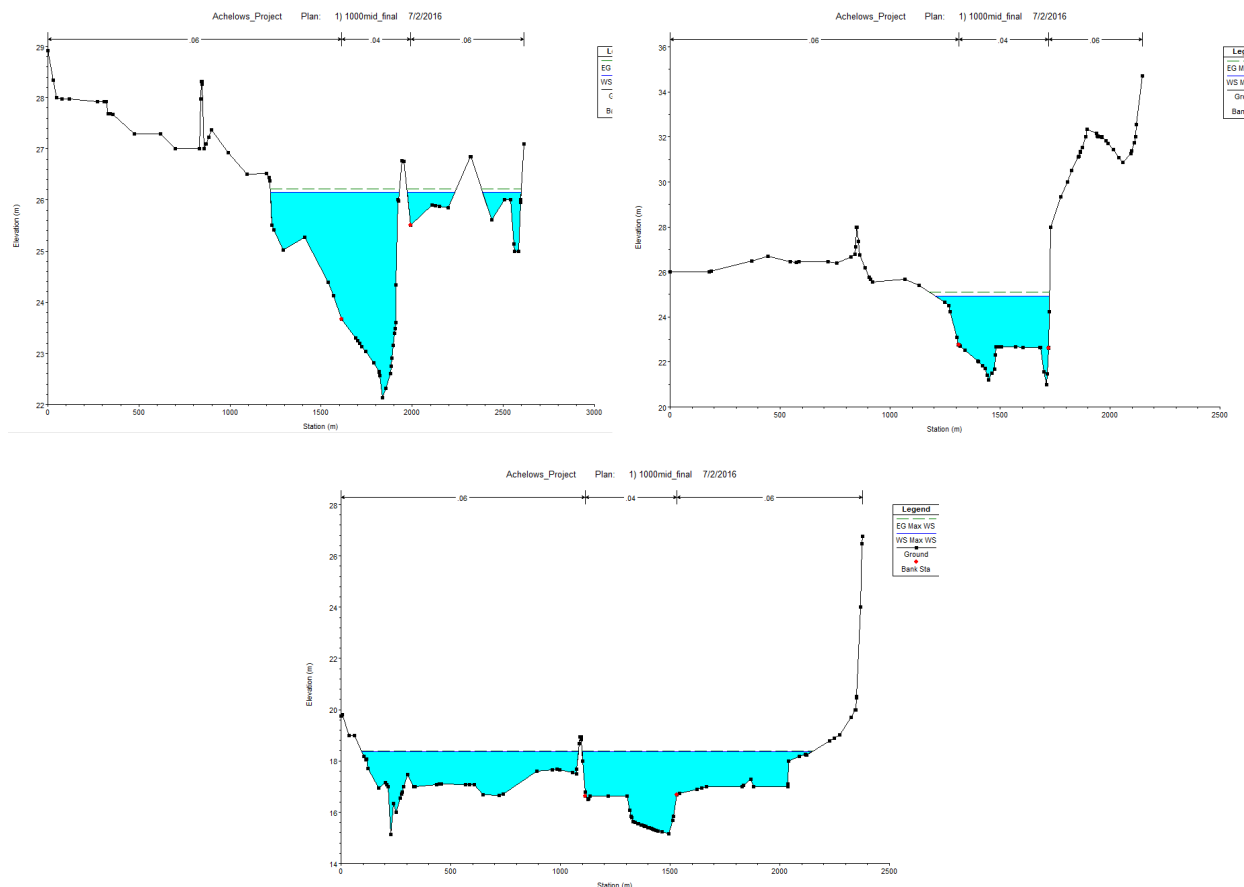 Achelows_Project Plan: 1) 1000mid_final 7/2/2016
.06 .04 .06
29
28
27
26
25
24
23
22
Elevation (m)
0 500 1000 1500 2000 2500 3000
Station (m)
EG
WS
Achelows_Project Plan: 1) 1000mid_final 7/2/2016
.06 .04 .06
36
34
32
30
28
26
24
22
20
Elevation (m)
0 500 1000 1500 2000 2500
Station (m)
EG
WS
Achelows_Project Plan: 1) 1000mid_final 7/2/2016
.06 .04 .06
28
26
24
22
20
18
16
14
Elevation (m)
0 500 1000 1500 2000 2500
Station (m)
Legend
EG Max WS
WS Max WS
Ground
Bank Sta